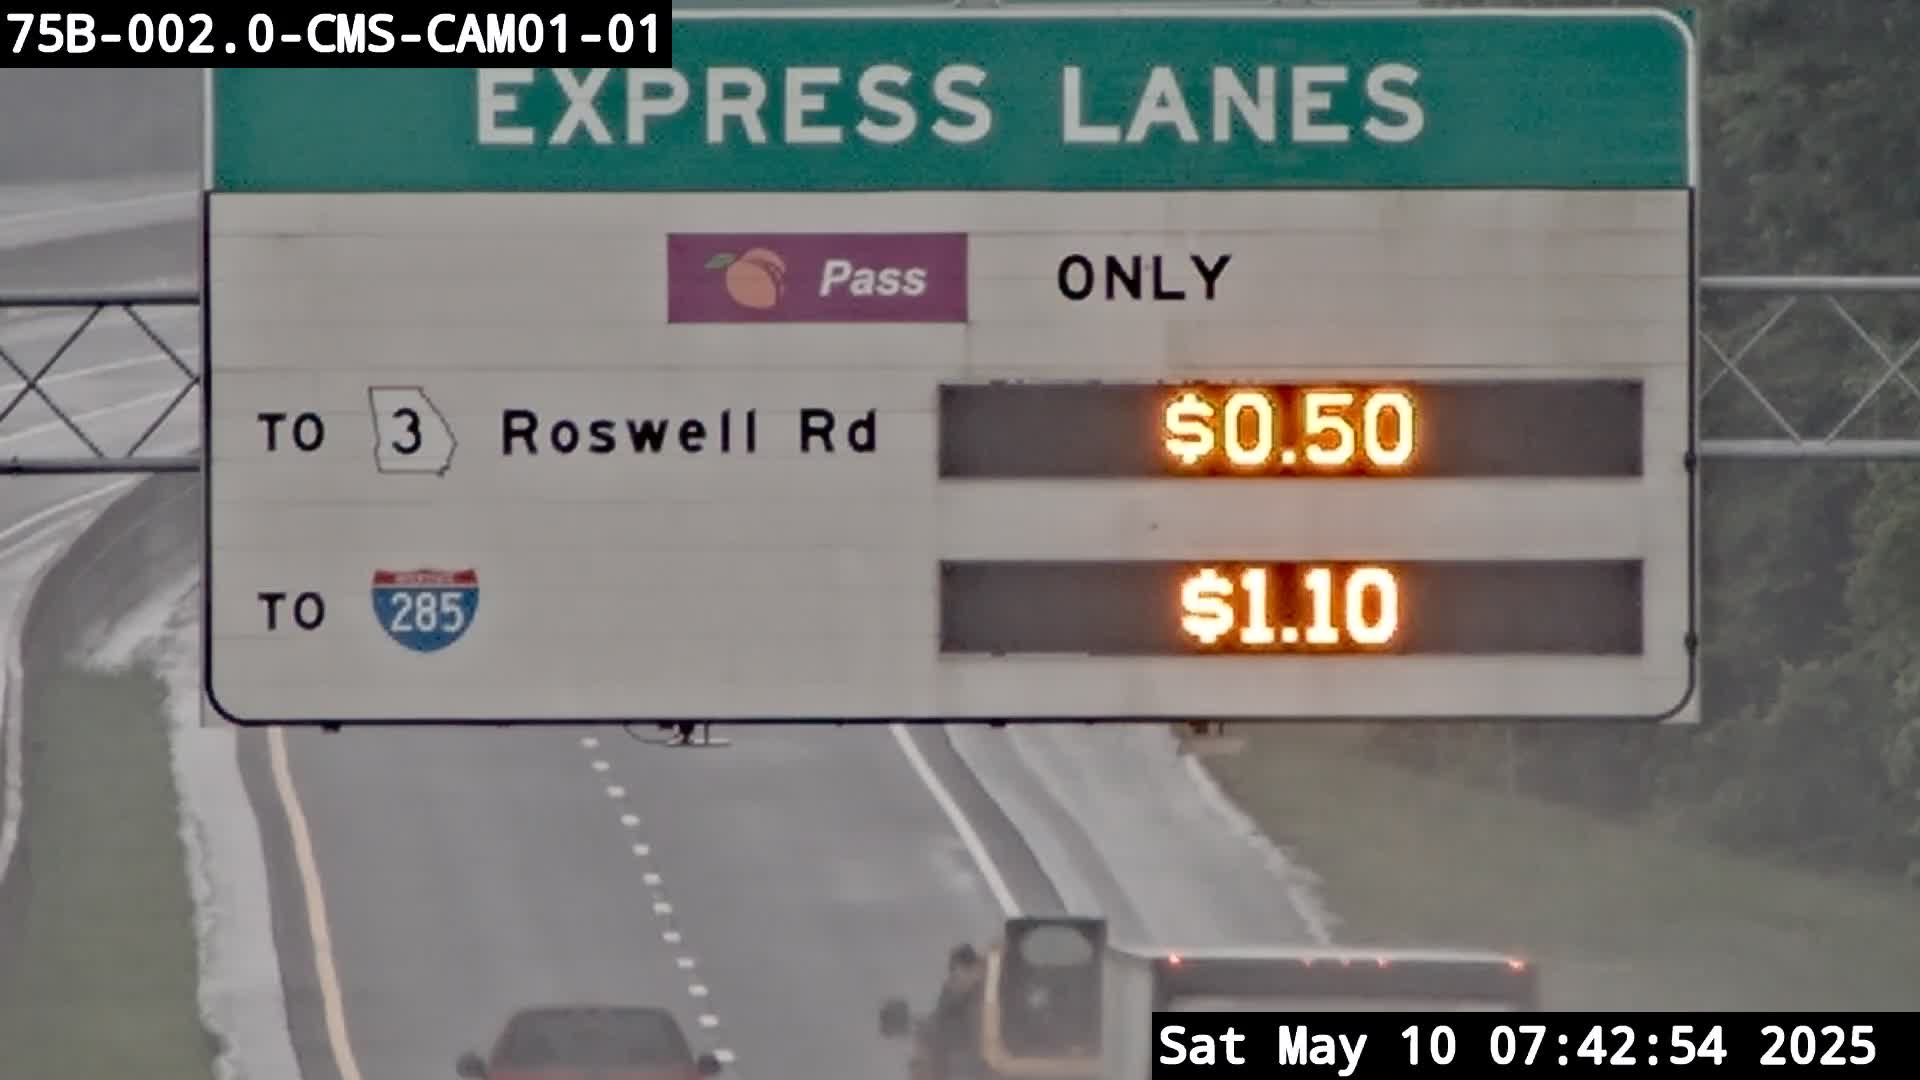 75B-002.0-CMS-CAM01-01
EXPRESS LANES
Pass ONLY
TO 3 Roswell Rd $0.50
TO 285 $1.10
Sat May 10 07:42:54 2025